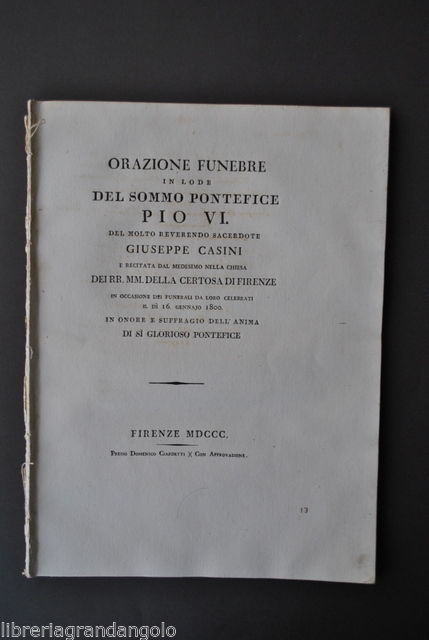 ORAZIONE FUNEBRE
IN LODE
DEL SOMMO PONTEFICE
PIO VI.
DEL MOLTO REVERENDO SACERDOTE
GIUSEPPE CASINI
E RECITATA DAL MEDESIMO NELLA CHIESA
DEI RR. MM. DELLA CERTOSA DI FIRENZE
IN OCCASIONE DEI FUNERALI DA LORO CELEBRATI
IL DÌ 16. GENNAJO 1800.
IN ONORE E SUFFRAGIO DELL' ANIMA
DI SÌ GLORIOSO PONTEFICE
FIRENZE MDCCC.
PRESSO DOMENICO CIARDETTI )( CON APPROVAZIONE.
13
libreriagrandangolo